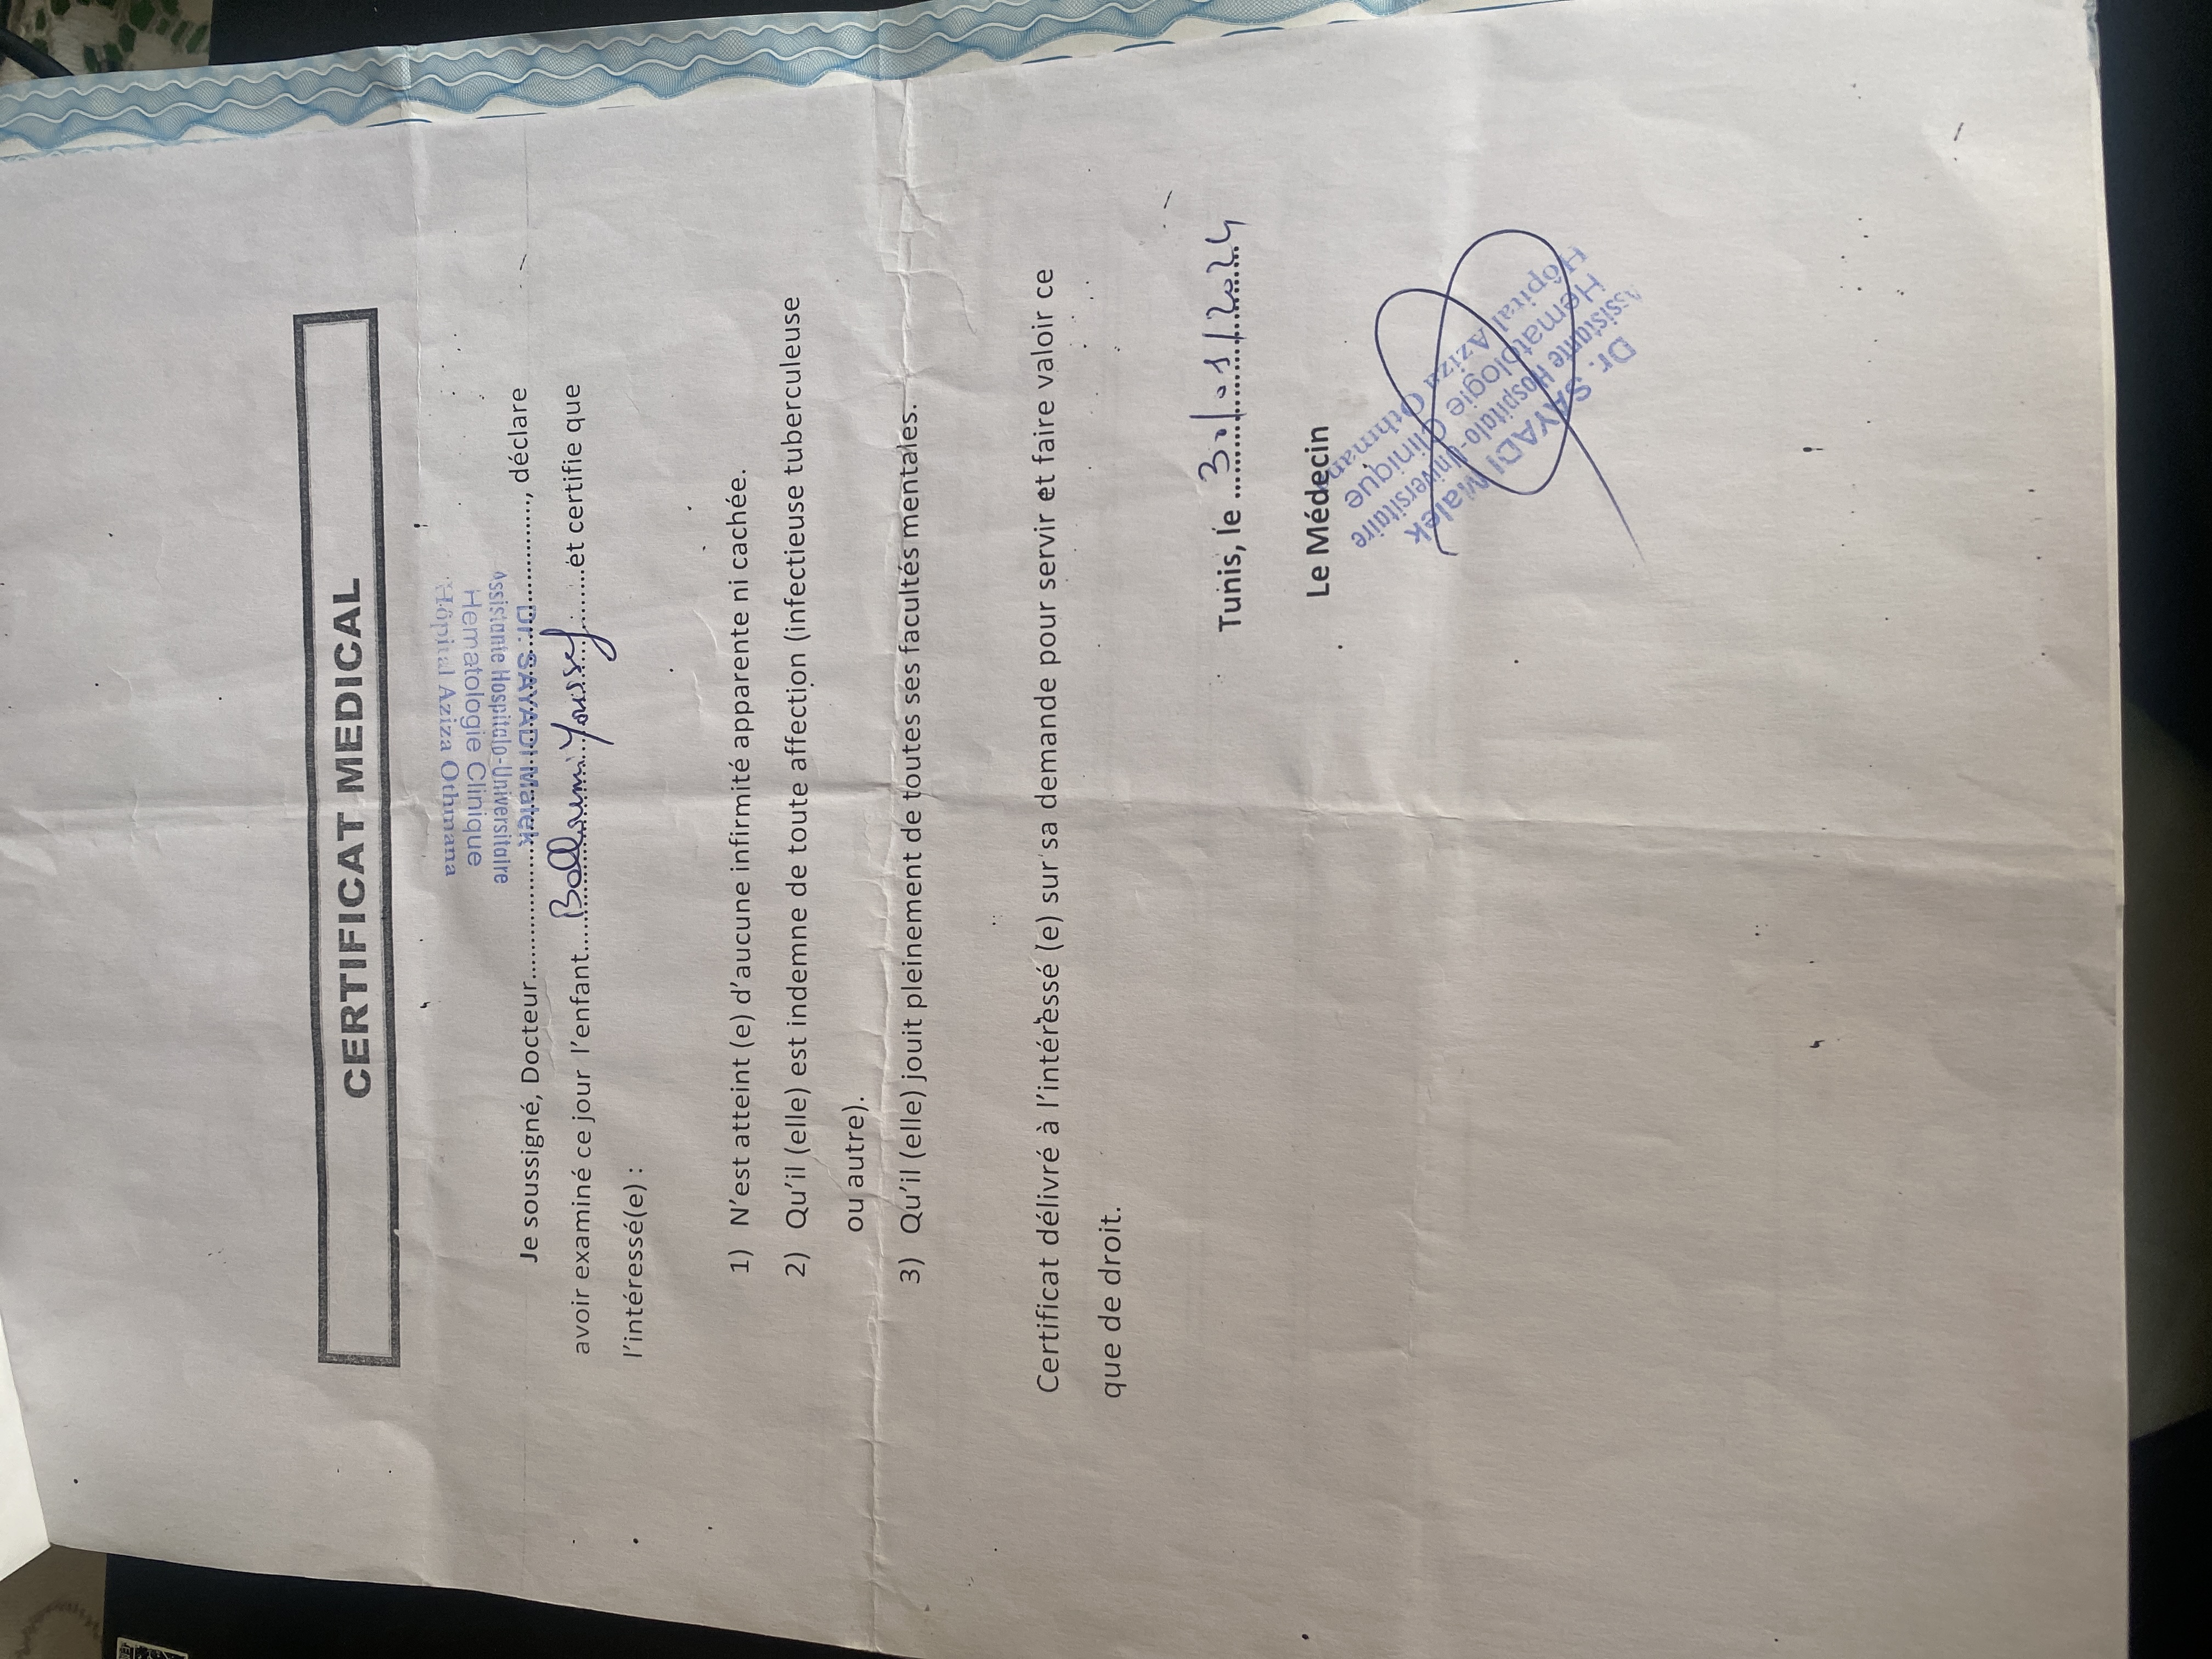 CERTIFICAT MEDICAL
Hôpital Aziza Othmana
Hematologie Clinique
Assistante Hospitalo-Universitaire
Dr. SAYADI Malek
Je soussigné, Docteur........................, déclare
avoir examiné ce jour l'enfant.... Youssef ......et certifie que
l'intéressé(e) :
1) N'est atteint (e) d'aucune infirmité apparente ni cachée.
2) Qu'il (elle) est indemne de toute affection (infectieuse tuberculeuse
ou autre).
3) Qu'il (elle) jouit pleinement de toutes ses facultés mentales.
Certificat délivré à l'intéressé (e) sur sa demande pour servir et faire valoir ce
que de droit.
Tunis, le 30/01/2024
Le Médecin
Dr. SAYADI Malek
Assistante Hospitalo-Universitaire
Hematologie Clinique
Hôpital Aziza Othmana